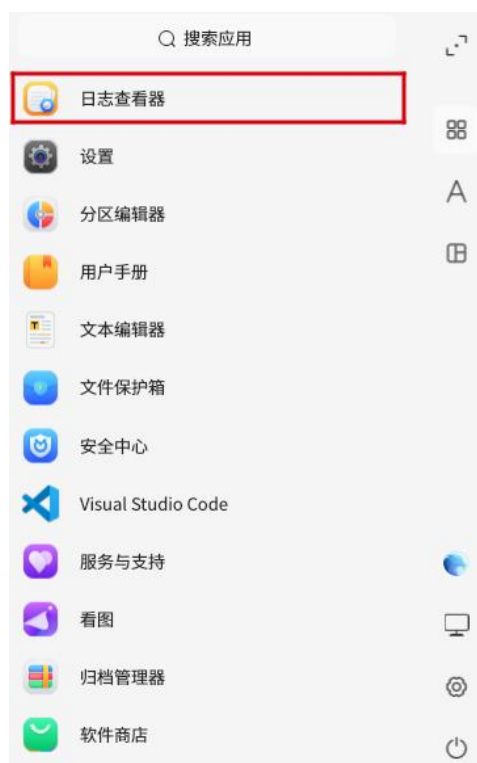 搜索应用
日志查看器
设置
分区编辑器
用户手册
文本编辑器
文件保护箱
安全中心
Visual Studio Code
服务与支持
看图
归档管理器
软件商店